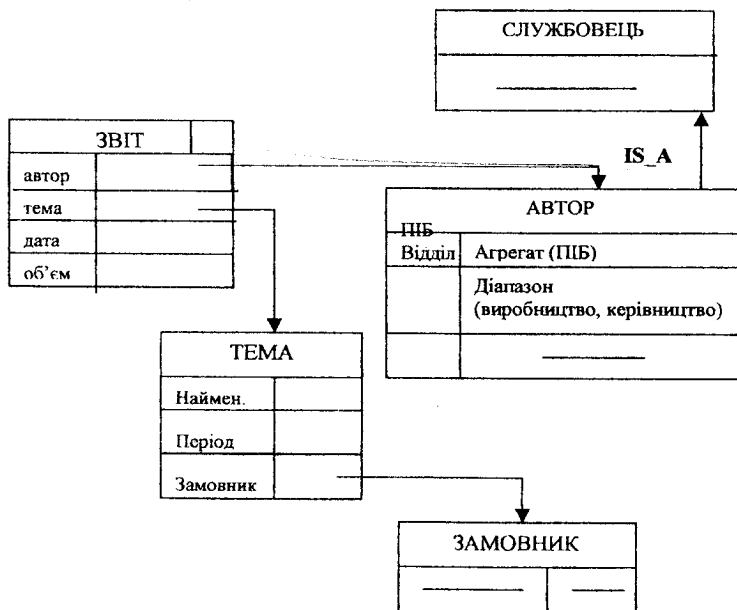 СЛУЖБОВЕЦЬ
ЗВІТ
автор
тема
дата
об’єм
IS_A
АВТОР
ПІБ
Відділ
Агрегат (ПІБ)
Діапазон
(виробництво, керівництво)
ТЕМА
Наймен.
Період
Замовник
ЗАМОВНИК